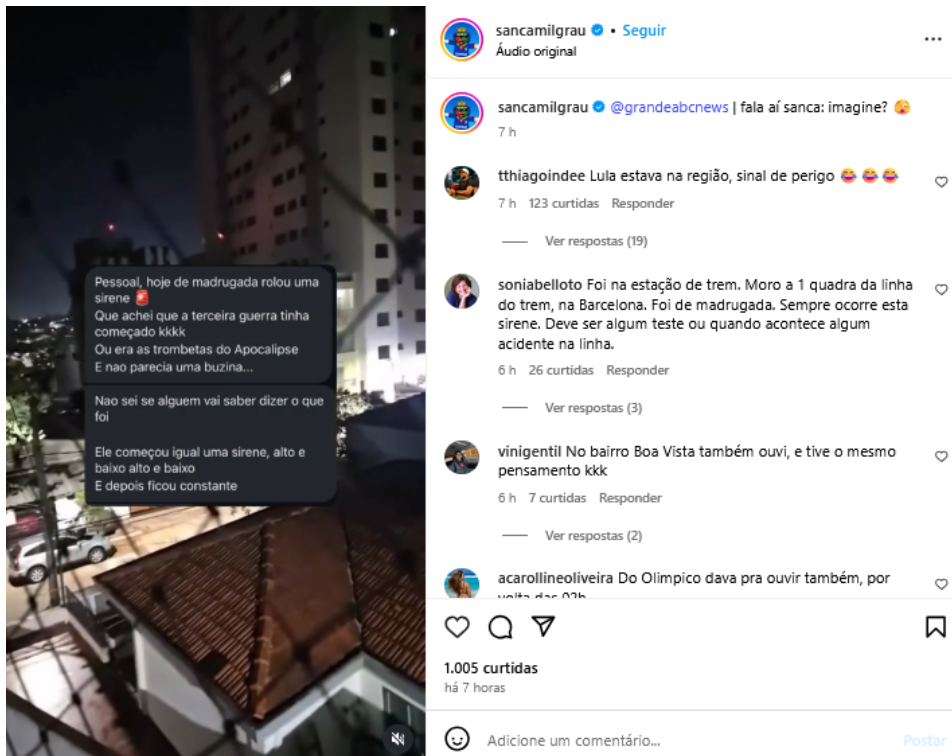 sancamilgrau • Seguir
Áudio original
...
sancamilgrau @grandeabcnews | fala aí sanca: imagine? 🫣
7 h
tthiagoindee Lula estava na região, sinal de perigo 😂😂😂
7 h 123 curtidas Responder
Ver respostas (19)
soniabelloto Foi na estação de trem. Moro a 1 quadra da linha
do trem, na Barcelona. Foi de madrugada. Sempre ocorre esta
sirene. Deve ser algum teste ou quando acontece algum
acidente na linha.
6 h 26 curtidas Responder
Ver respostas (3)
vinigentil No bairro Boa Vista também ouvi, e tive o mesmo
pensamento kkk
6 h 7 curtidas Responder
Ver respostas (2)
acarollineoliveira Do Olimpico dava pra ouvir também, por
volta das 02h
1.005 curtidas
há 7 horas
Adicione um comentário...
Postar
Pessoal, hoje de madrugada rolou uma
sirene 🚨
Que achei que a terceira guerra tinha
começado kkkk
Ou era as trombetas do Apocalipse
E nao parecia uma buzina...
Nao sei se alguem vai saber dizer o que
foi
Ele começou igual uma sirene, alto e
baixo alto e baixo
E depois ficou constante